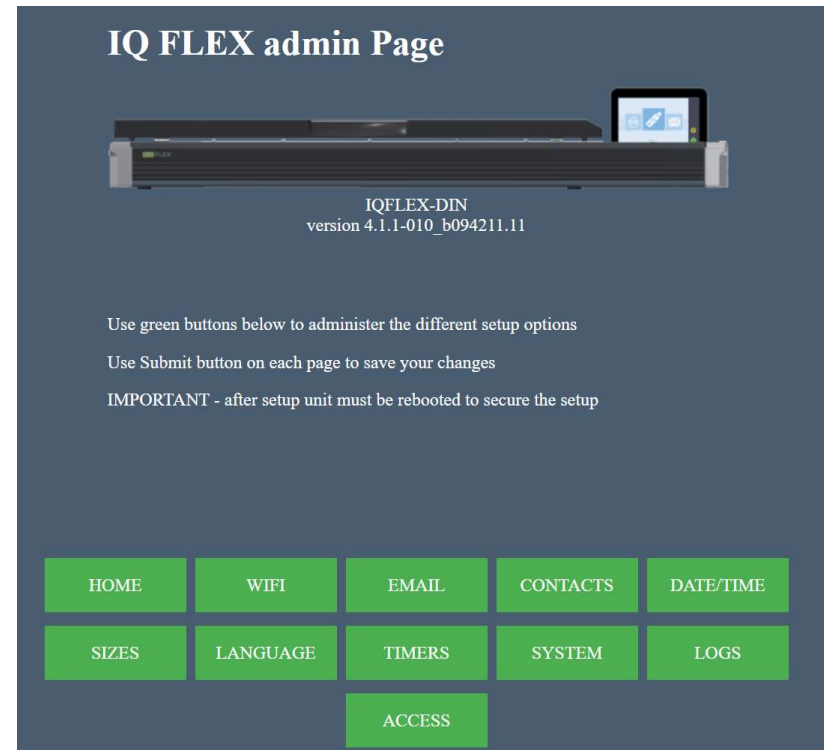 IQ FLEX admin Page
FLEX
IQFLEX-DIN
version 4.1.1-010_b094211.11
Use green buttons below to administer the different setup options
Use Submit button on each page to save your changes
IMPORTANT - after setup unit must be rebooted to secure the setup
HOME WIFI EMAIL CONTACTS DATE/TIME
SIZES LANGUAGE TIMERS SYSTEM LOGS
ACCESS